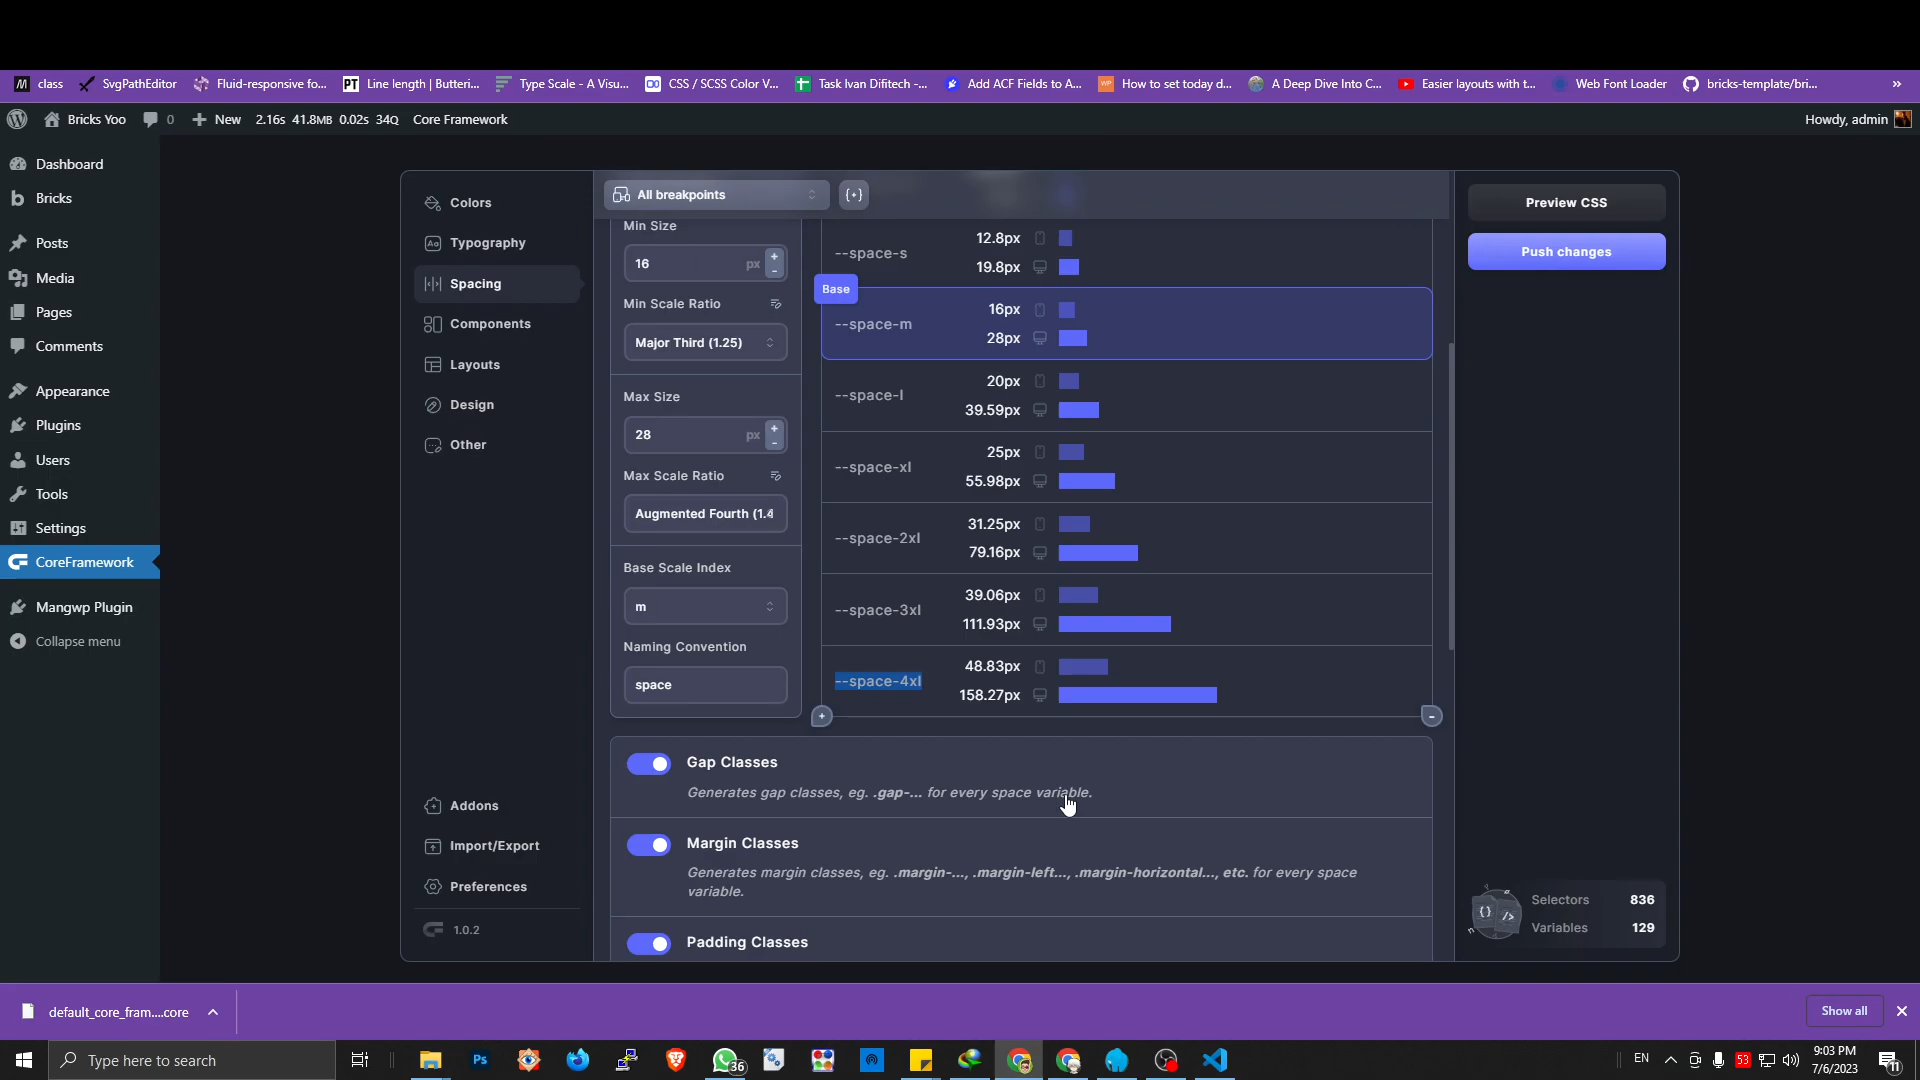 class
SvgPathEditor
Fluid-responsive fo...
PT
Line length | Butteri...
Type Scale - A Visu...
CSS / SCSS Color V...
Task Ivan Difitech -...
Add ACF Fields to A...
How to set today d...
A Deep Dive Into C...
Easier layouts with t...
Web Font Loader
bricks-template/bri...
»
Bricks Yoo
0
New
2.16s 41.8MB 0.02s 34Q
Core Framework
Howdy, admin
Dashboard
Bricks
Posts
Media
Pages
Comments
Appearance
Plugins
Users
Tools
Settings
CoreFramework
Mangwp Plugin
Collapse menu
Colors
Typography
Spacing
Components
Layouts
Design
Other
Addons
Import/Export
Preferences
1.0.2
All breakpoints
Min Size
16 px
Min Scale Ratio
Major Third (1.25)
Max Size
28 px
Max Scale Ratio
Augmented Fourth (1.4
Base Scale Index
m
Naming Convention
space
--space-s
12.8px
19.8px
Base
--space-m
16px
28px
--space-l
20px
39.59px
--space-xl
25px
55.98px
--space-2xl
31.25px
79.16px
--space-3xl
39.06px
111.93px
--space-4xl
48.83px
158.27px
Gap Classes
Generates gap classes, eg. .gap-... for every space variable.
Margin Classes
Generates margin classes, eg. .margin-..., .margin-left..., .margin-horizontal..., etc. for every space
variable.
Padding Classes
Preview CSS
Push changes
Selectors 836
Variables 129
default_core_fram....core
Show all
Type here to search
Ps
36
EN
53
9:03 PM
7/6/2023
11